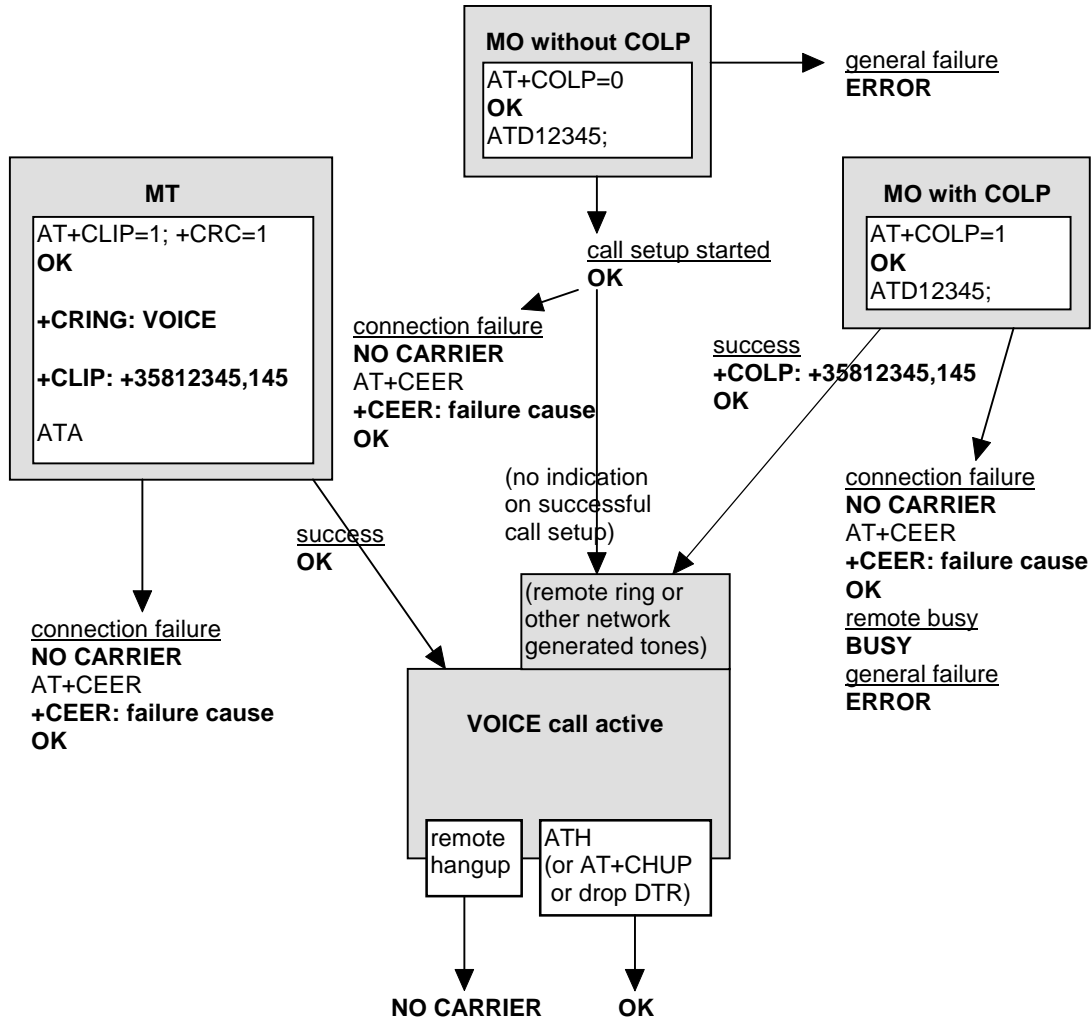 MO without COLP
AT+COLP=0
OK
ATD12345;
general failure
ERROR
MT
AT+CLIP=1; +CRC=1
OK
+CRING: VOICE
+CLIP: +35812345,145
ATA
MO with COLP
AT+COLP=1
OK
ATD12345;
call setup started
OK
connection failure
NO CARRIER
AT+CEER
+CEER: failure cause
OK
success
+COLP: +35812345,145
OK
(no indication
on successful
call setup)
success
OK
connection failure
NO CARRIER
AT+CEER
+CEER: failure cause
OK
remote busy
BUSY
general failure
ERROR
connection failure
NO CARRIER
AT+CEER
+CEER: failure cause
OK
(remote ring or
other network
generated tones)
VOICE call active
remote
hangup
ATH
(or AT+CHUP
or drop DTR)
NO CARRIER
OK